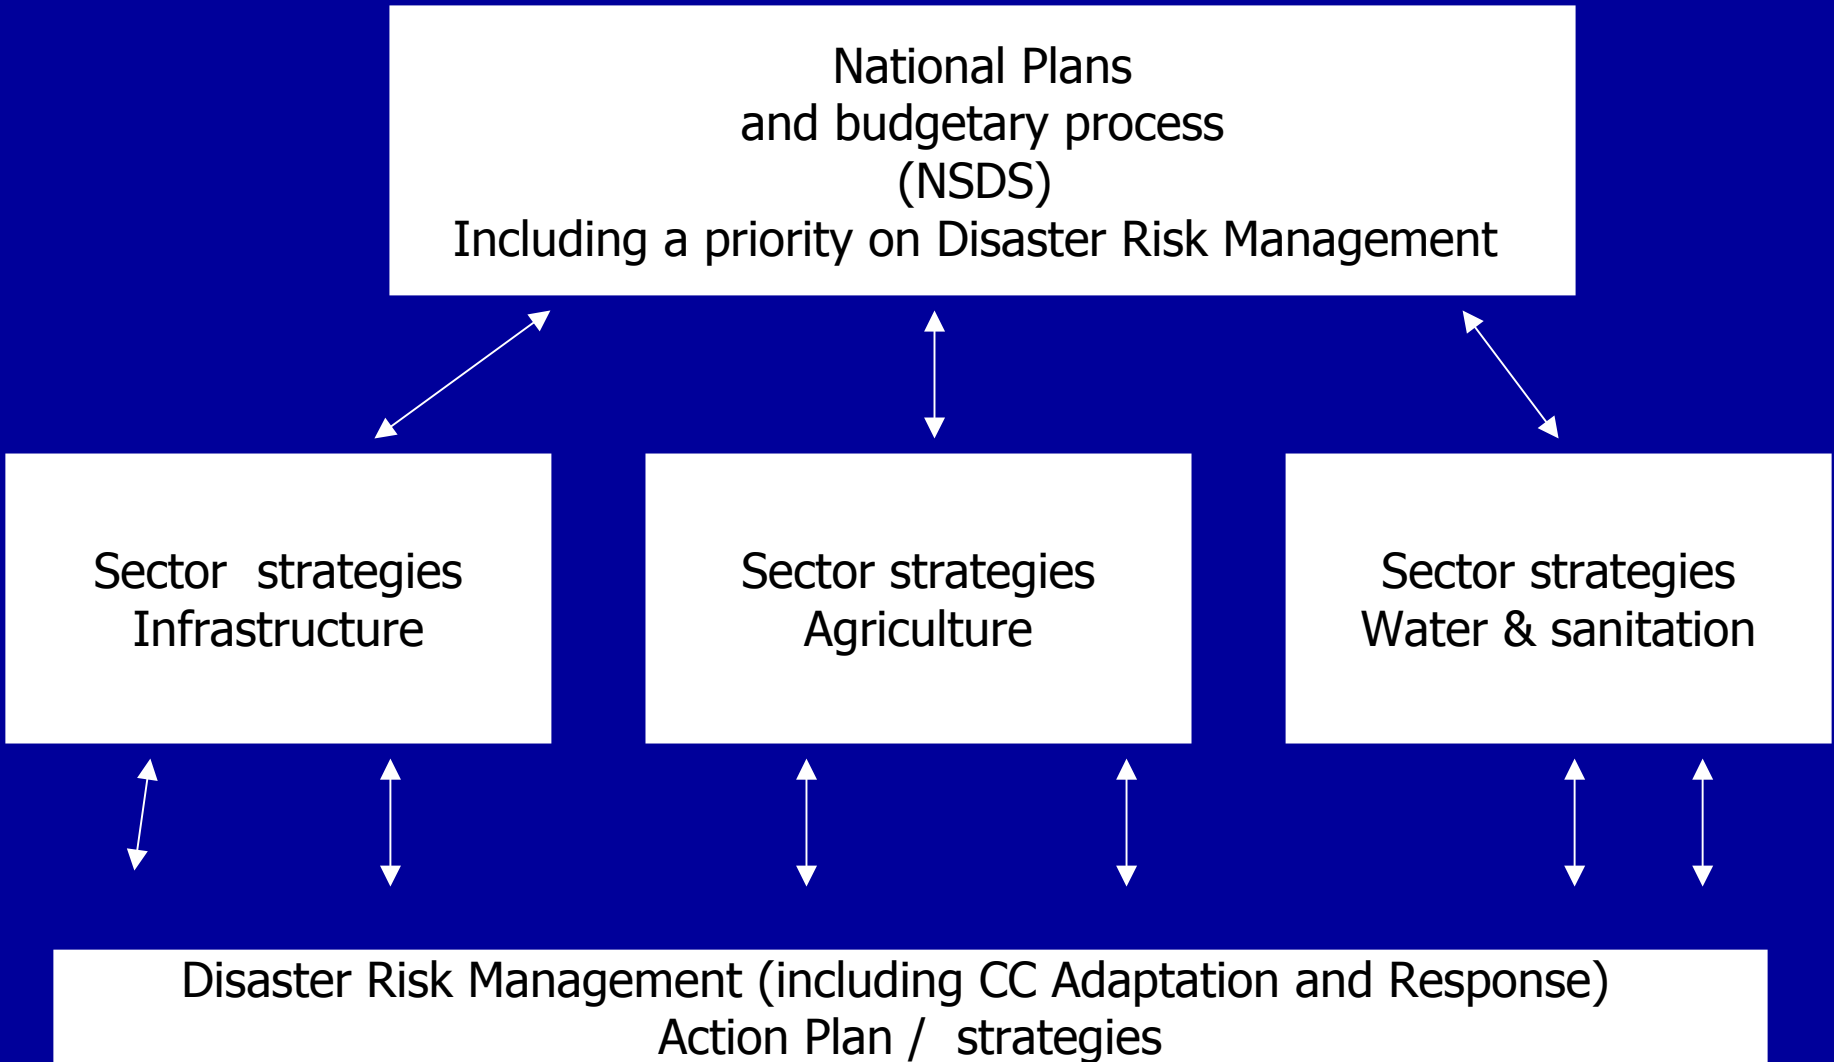 National Plans
and budgetary process
(NSDS)
Including a priority on Disaster Risk Management
Sector  strategies
Infrastructure
Sector strategies
Agriculture
Sector strategies
Water & sanitation
Disaster Risk Management (including CC Adaptation and Response)
Action Plan /  strategies